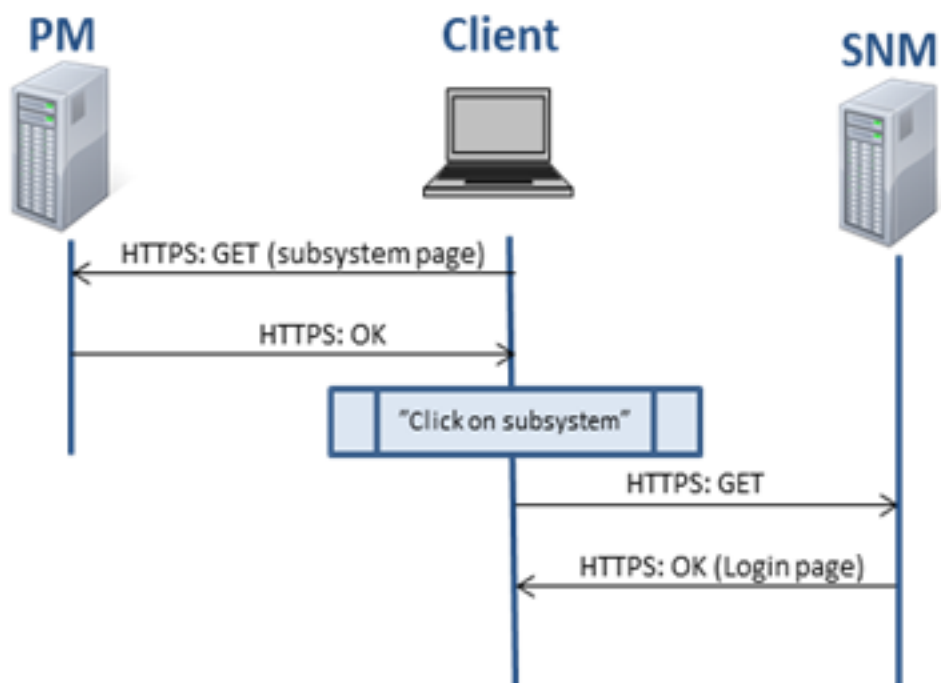 PM
Client
SNM
HTTPS: GET (subsystem page)
HTTPS: OK
"Click on subsystem"
HTTPS: GET
HTTPS: OK (Login page)